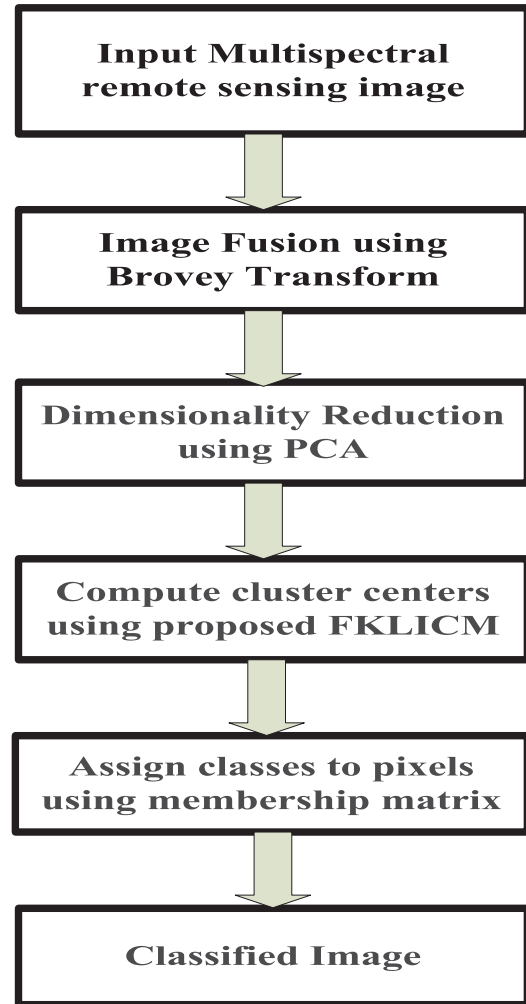 Input Multispectral
remote sensing image
Image Fusion using
Brovey Transform
Dimensionality Reduction
using PCA
Compute cluster centers
using proposed FKLICM
Assign classes to pixels
using membership matrix
Classified Image